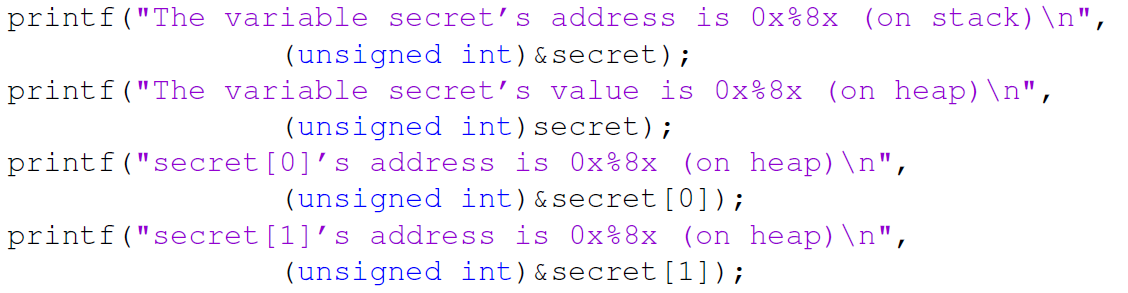 printf("The variable secret’s address is 0x%8x (on stack)\n",
(unsigned int)&secret);
printf("The variable secret’s value is 0x%8x (on heap)\n",
(unsigned int)secret);
printf("secret[0]’s address is 0x%8x (on heap)\n",
(unsigned int)&secret[0]);
printf("secret[1]’s address is 0x%8x (on heap)\n",
(unsigned int)&secret[1]);